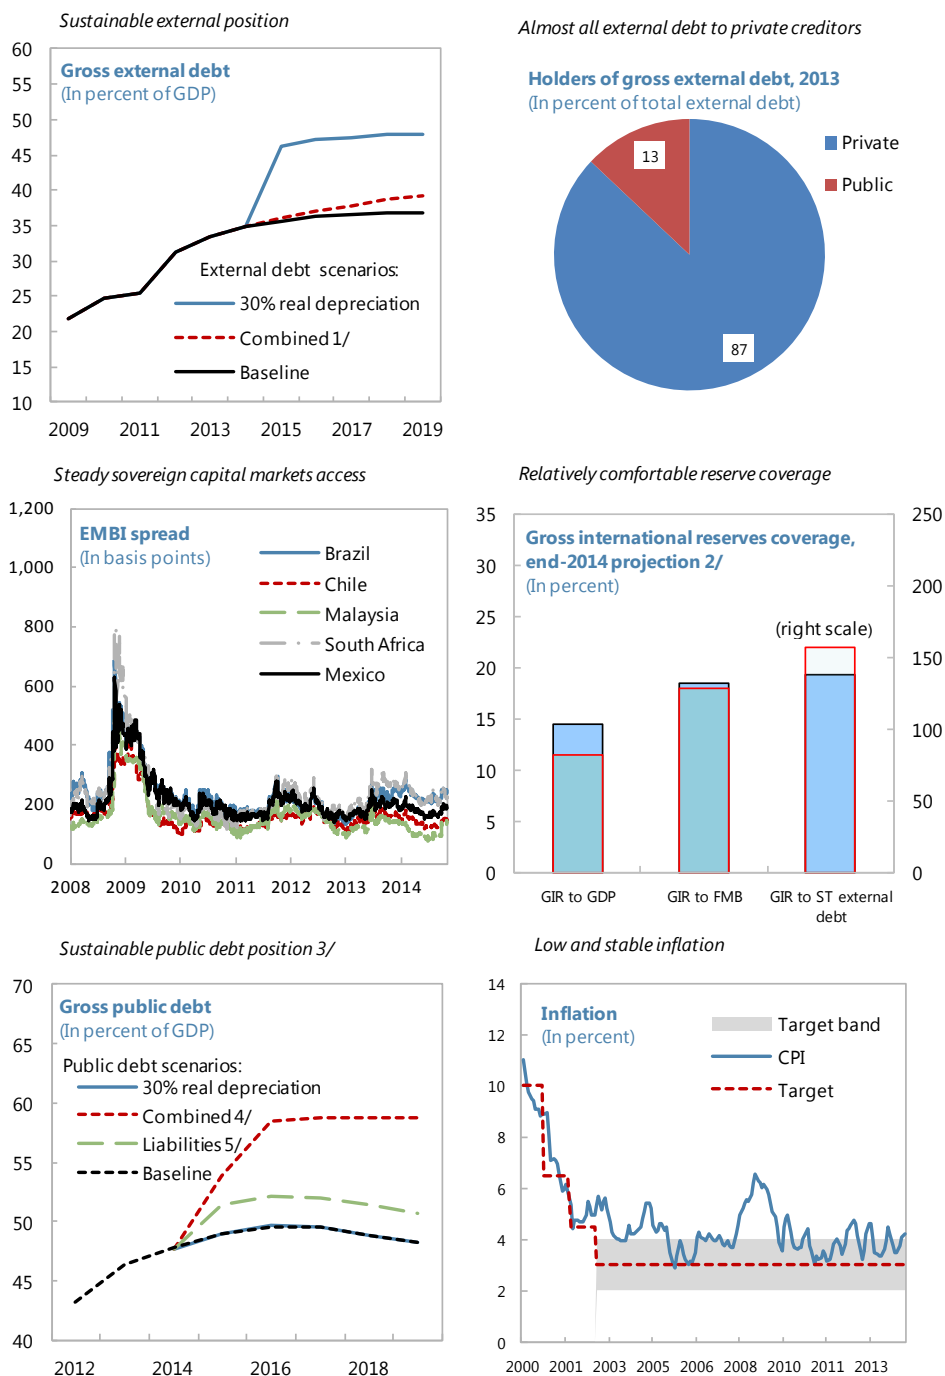 Sustainable external position
60
55
50
45
40
35
30
25
20
15
10
Gross external debt
(In percent of GDP)
External debt scenarios:
30% real depreciation
Combined 1/
Baseline
2009 2011 2013 2015 2017 2019
Almost all external debt to private creditors
Holders of gross external debt, 2013
(In percent of total external debt)
13
87
Private
Public
Steady sovereign capital markets access
1,200
1,000
800
600
400
200
0
EMBI spread
(In basis points)
Brazil
Chile
Malaysia
South Africa
Mexico
2008 2009 2010 2011 2012 2013 2014
Relatively comfortable reserve coverage
35
30
25
20
15
10
5
0
Gross international reserves coverage,
end-2014 projection 2/
(In percent)
(right scale)
250
200
150
100
50
0
GIR to GDP GIR to FMB GIR to ST external
debt
Sustainable public debt position 3/
70
65
60
55
50
45
40
Gross public debt
(In percent of GDP)
Public debt scenarios:
30% real depreciation
Combined 4/
Liabilities 5/
Baseline
2012 2014 2016 2018
Low and stable inflation
14
12
10
8
6
4
2
0
Inflation
(In percent)
Target band
CPI
Target
2000 2001 2003 2005 2006 2008 2010 2011 2013